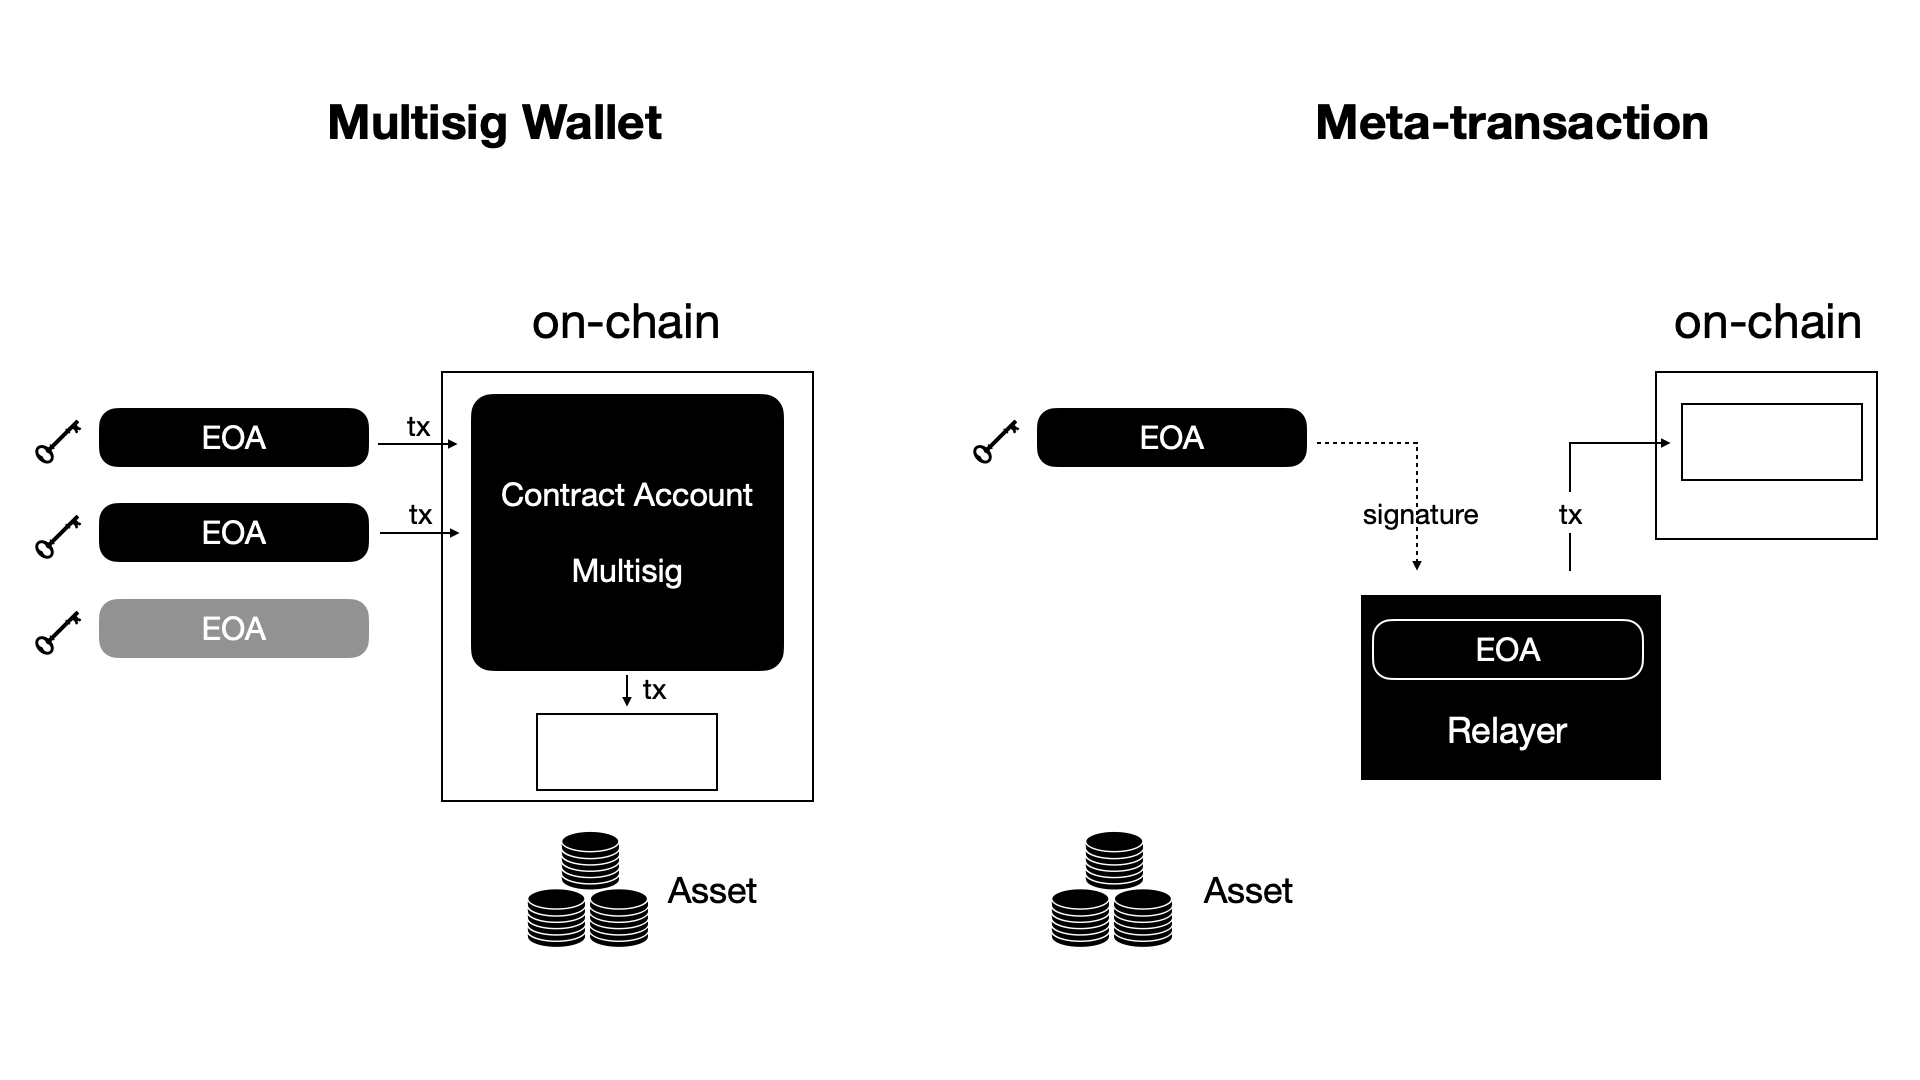 Multisig Wallet
on-chain
EOA
tx
EOA
tx
EOA
Contract Account
Multisig
tx
Asset
Meta-transaction
on-chain
EOA
signature
tx
EOA
Relayer
Asset